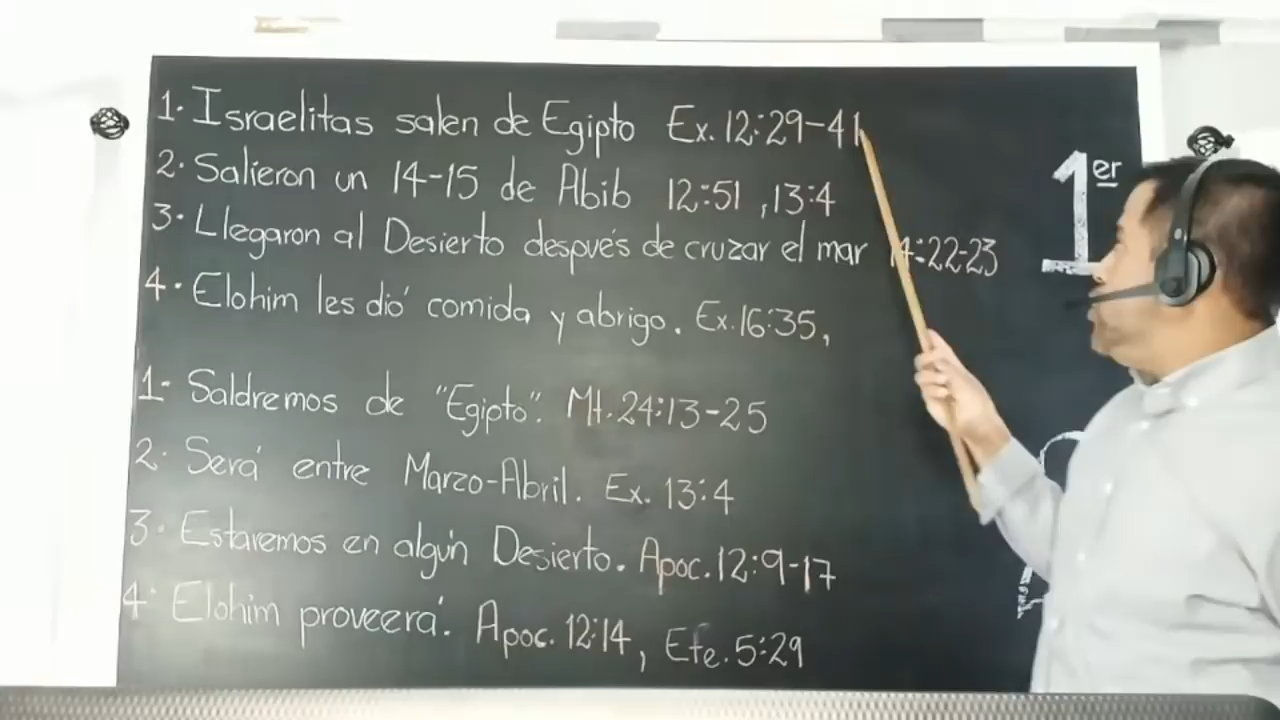 1. Israelitas salen de Egipto Ex. 12:29-41
2. Salieron un 14-15 de Abib 12:51, 13:4
3. Llegaron al Desierto después de cruzar el mar 14:22-23
4. Elohim les dió comida y abrigo. Ex. 16:35,
1- Saldremos de "Egipto". Mt. 24:13-25
2. Será entre Marzo-Abril. Ex. 13:4
3. Estaremos en algún Desierto. Apoc. 12:9-17
4. Elohim proveerá. Apoc. 12:14, Efe. 5:29
1er